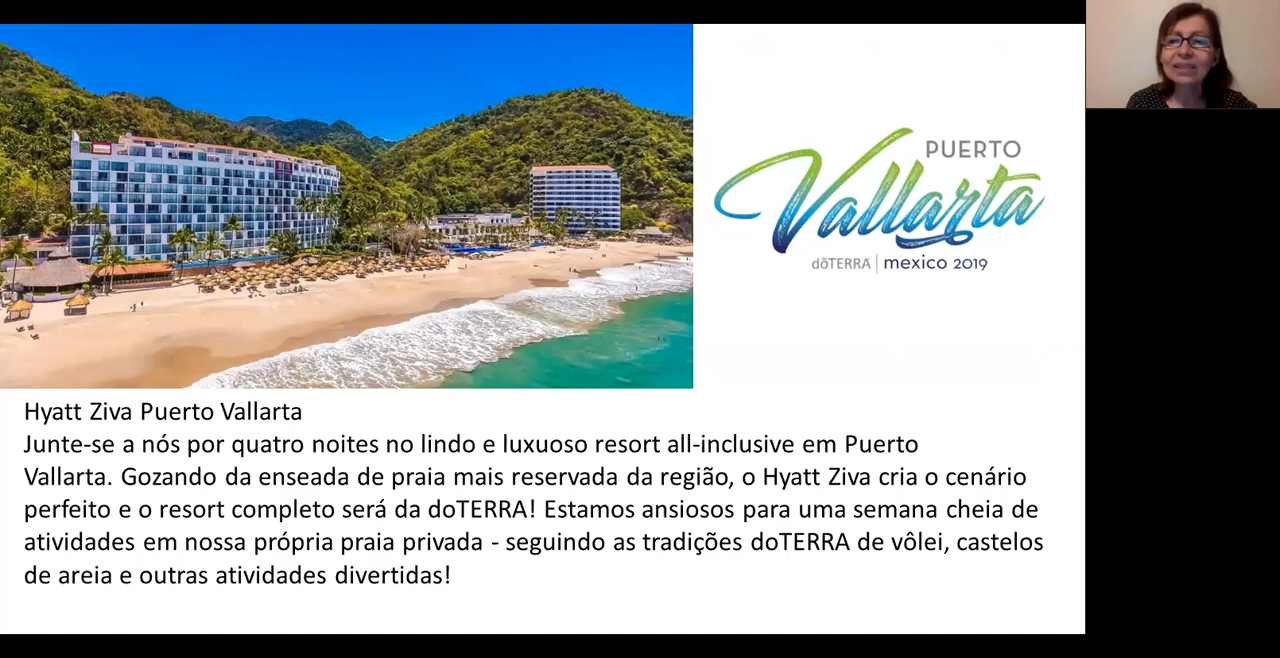 PUERTO
Vallarta
dōTERRA | mexico 2019
Hyatt Ziva Puerto Vallarta
Junte-se a nós por quatro noites no lindo e luxuoso resort all-inclusive em Puerto
Vallarta. Gozando da enseada de praia mais reservada da região, o Hyatt Ziva cria o cenário
perfeito e o resort completo será da doTERRA! Estamos ansiosos para uma semana cheia de
atividades em nossa própria praia privada - seguindo as tradições doTERRA de vôlei, castelos
de areia e outras atividades divertidas!